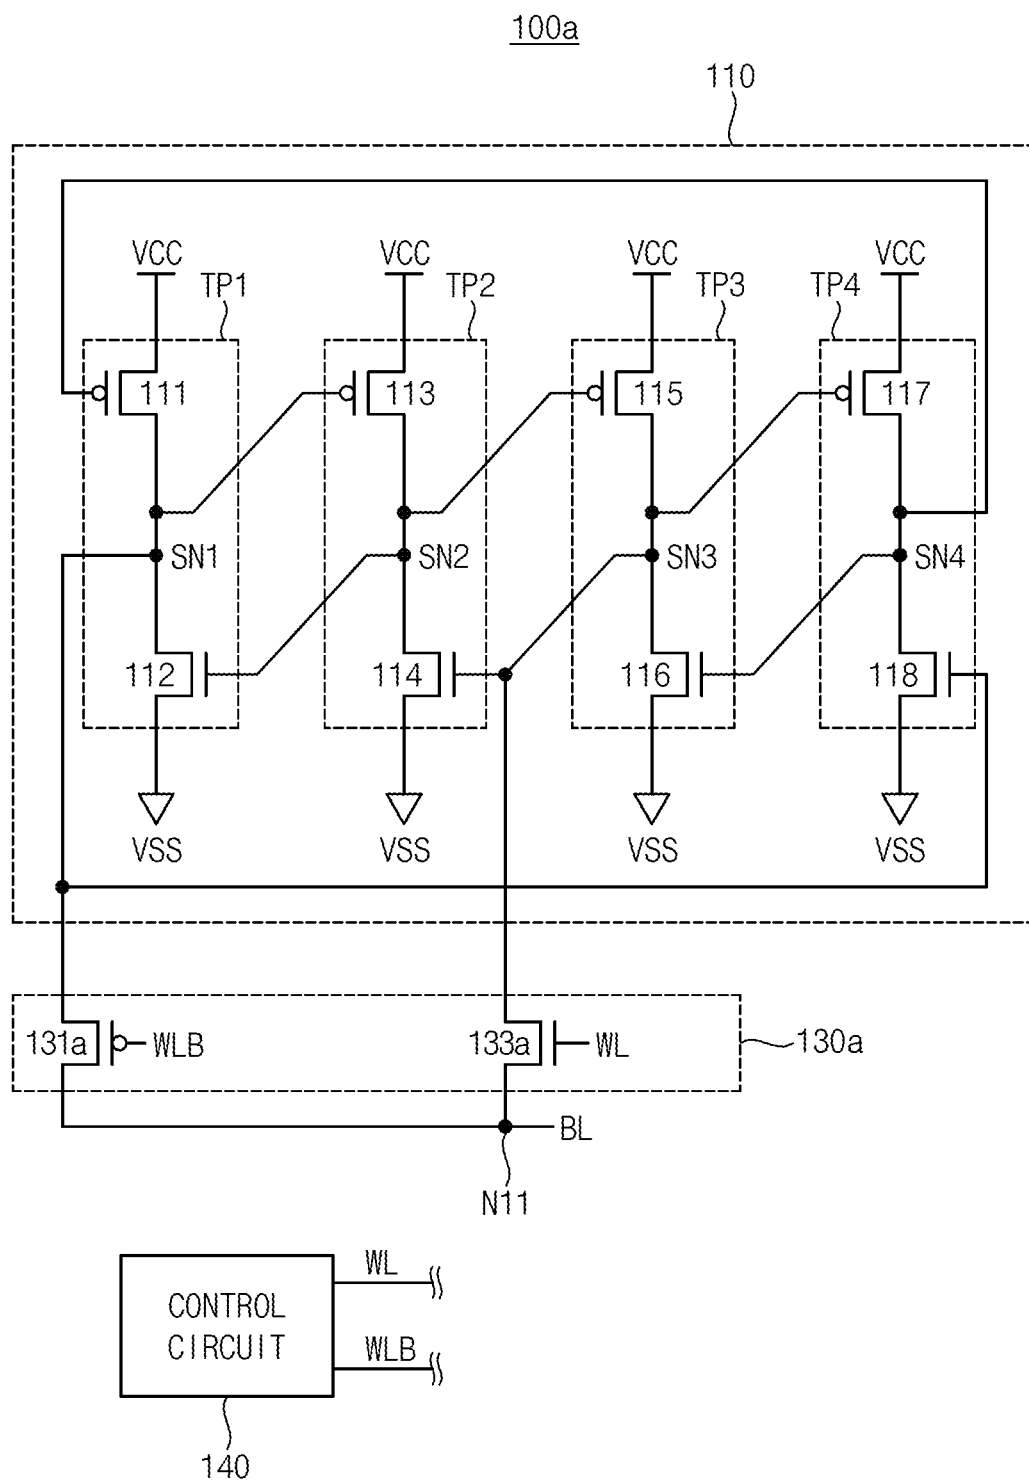 100a
110
VCC VCC VCC VCC
TP1 TP2 TP3 TP4
111 113 115 117
SN1 SN2 SN3 SN4
112 114 116 118
VSS VSS VSS VSS
131a WLB 133a WL 130a
BL
N11
WL
CONTROL
CIRCUIT
WLB
140